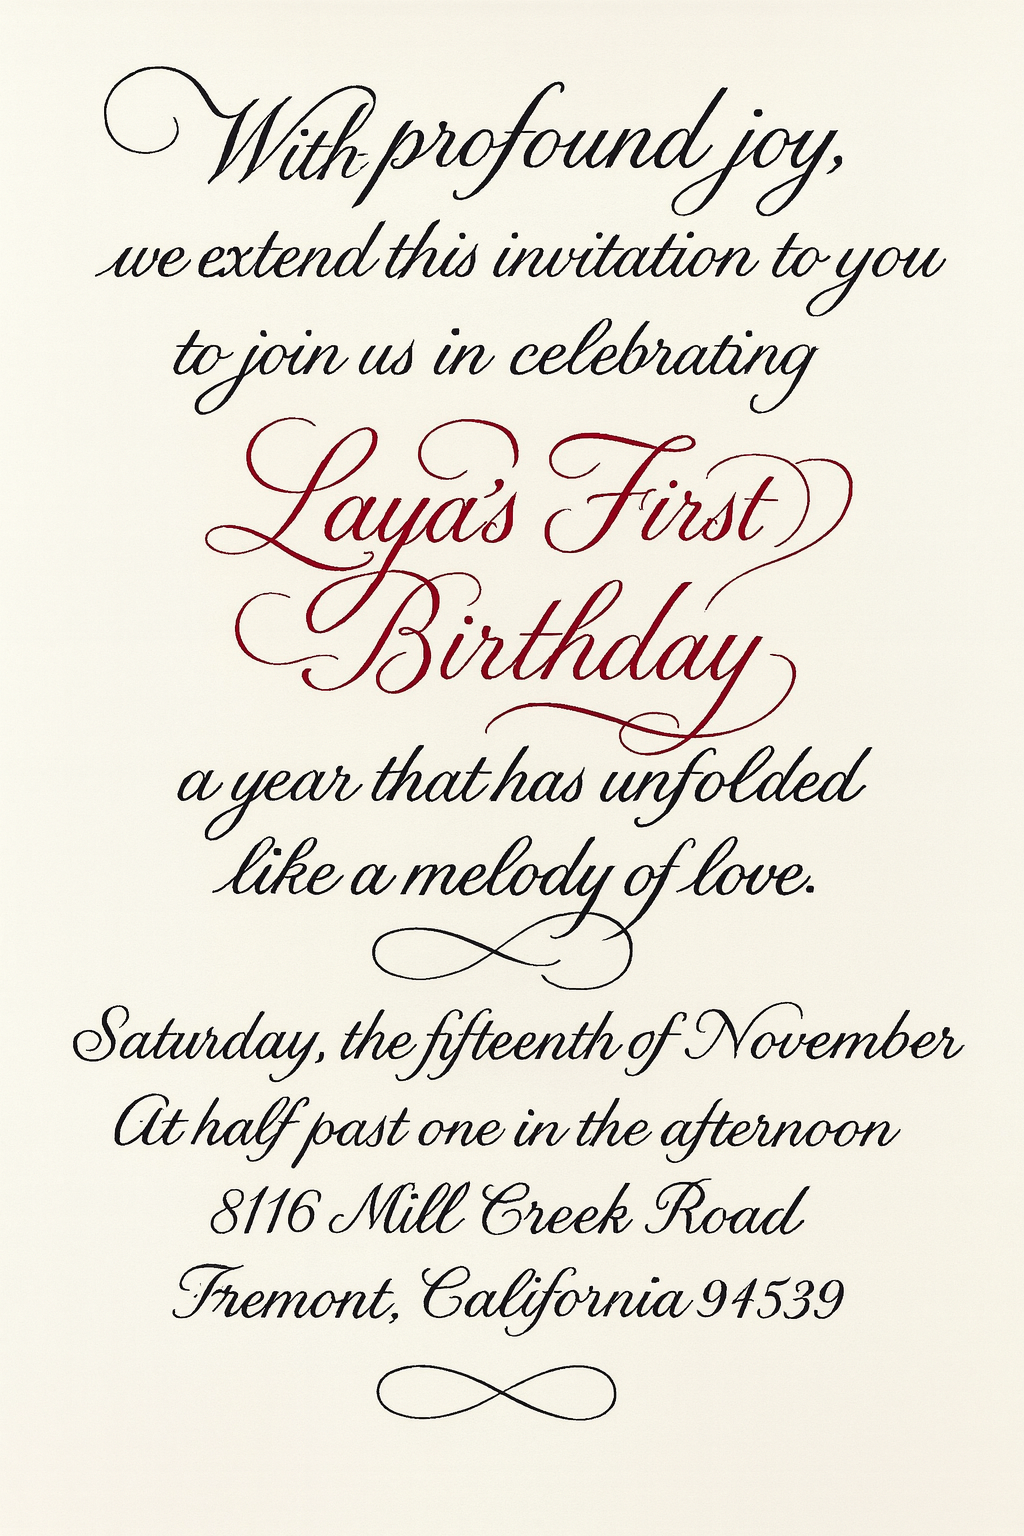 With profound joy,
we extend this invitation to you
to join us in celebrating
Laya's First
Birthday
a year that has unfolded
like a melody of love.
Saturday, the fifteenth of November
At half past one in the afternoon
8116 Mill Creek Road
Fremont, California 94539